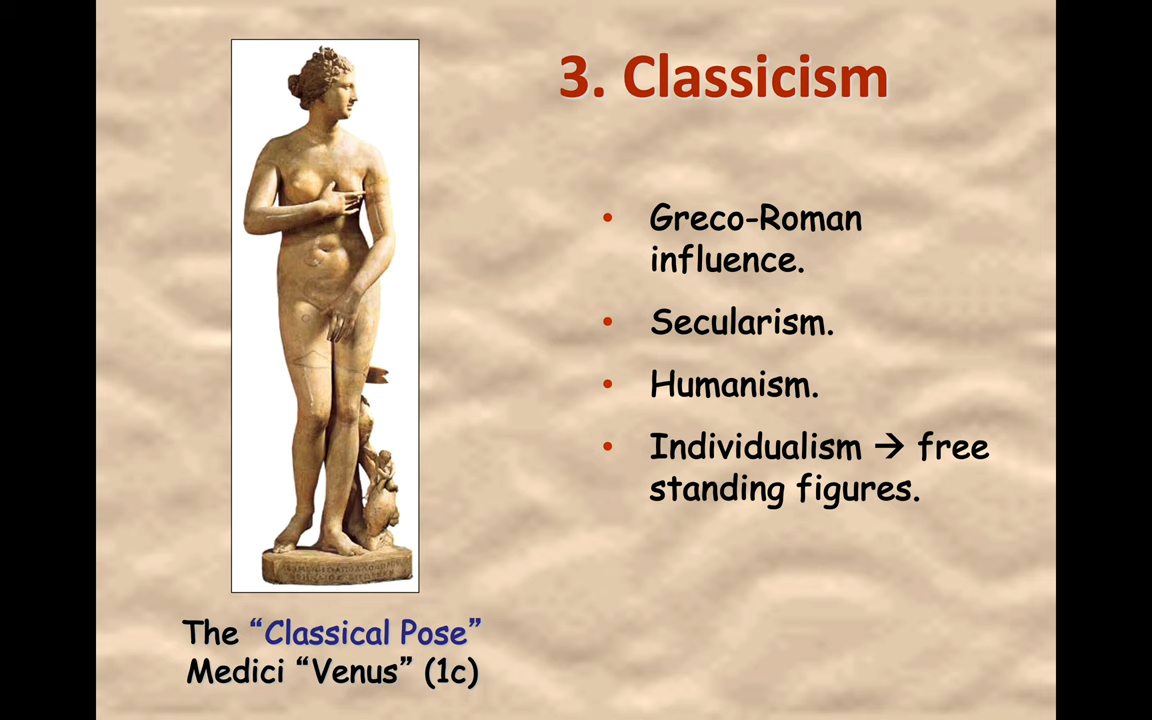 3. Classicism
• Greco-Roman
influence.
• Secularism.
• Humanism.
• Individualism → free
standing figures.
The “Classical Pose”
Medici “Venus” (1c)